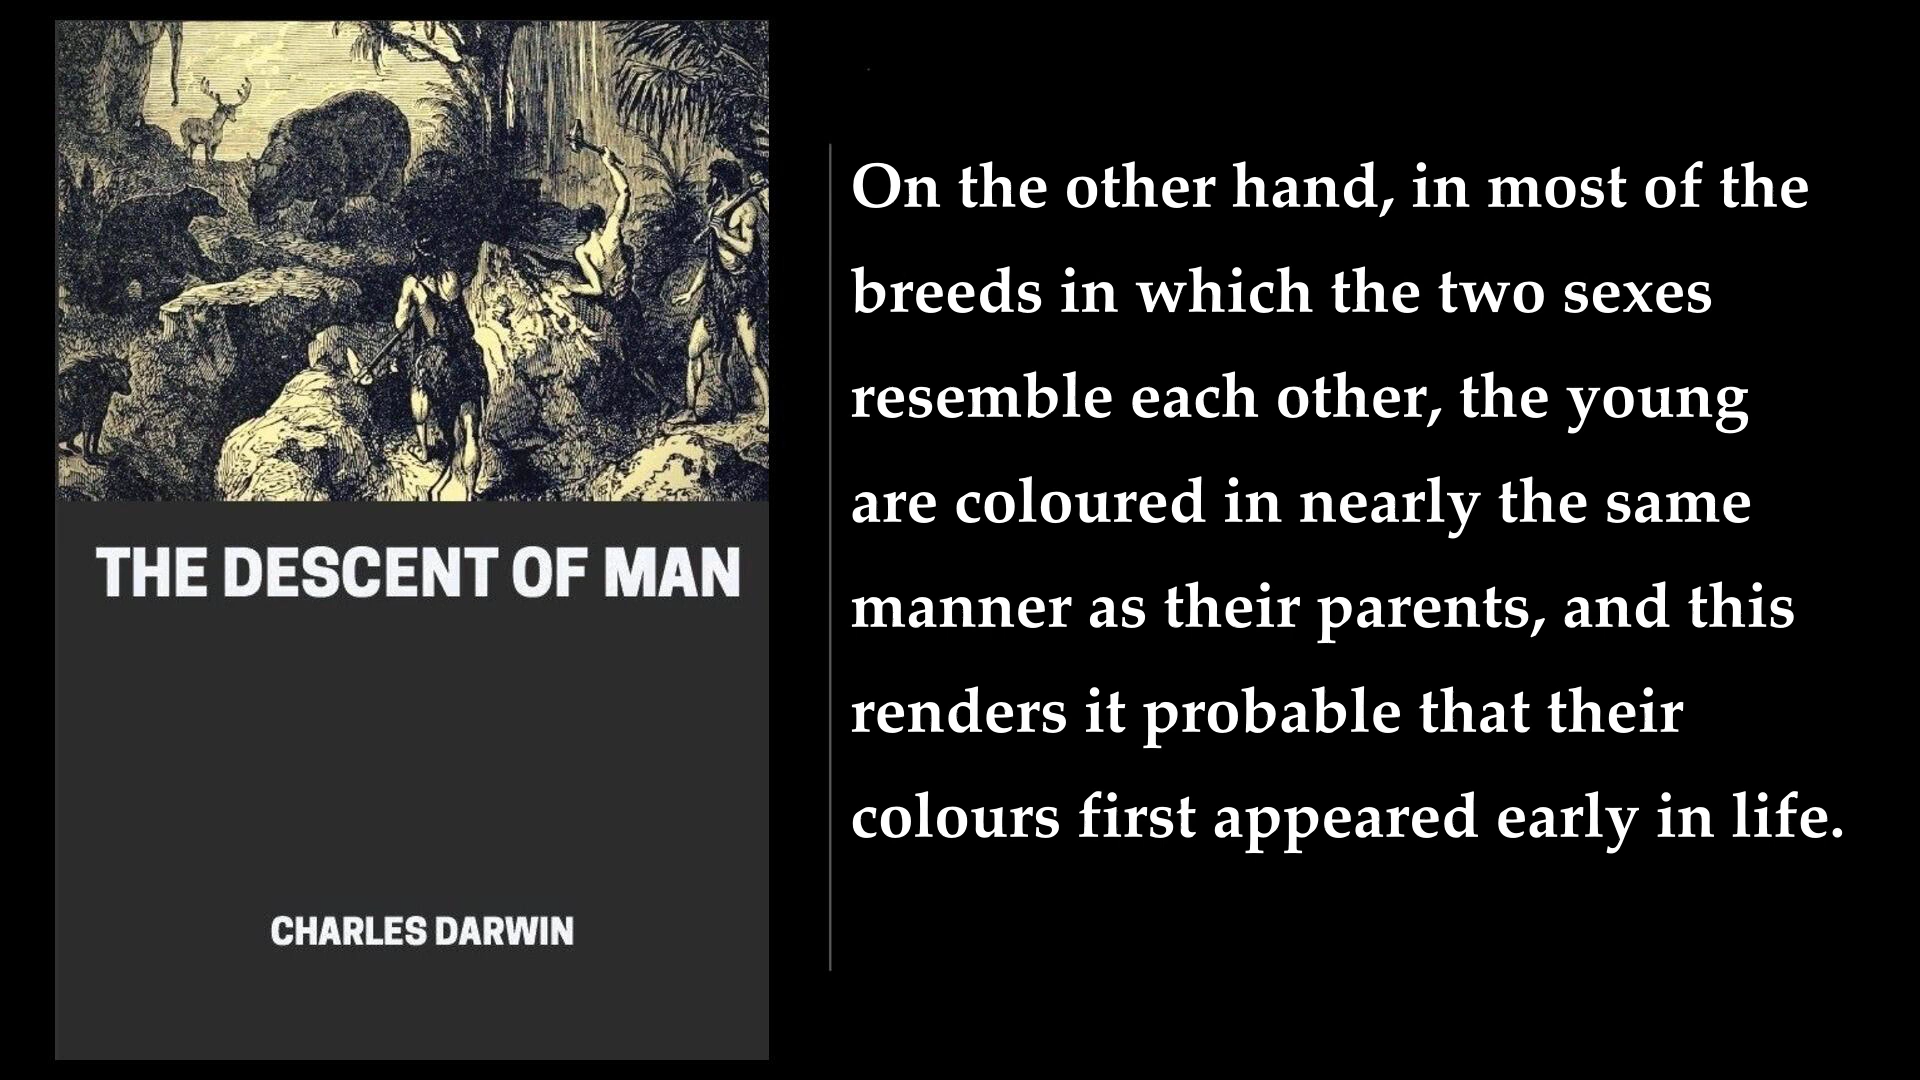 THE DESCENT OF MAN
CHARLES DARWIN
On the other hand, in most of the
breeds in which the two sexes
resemble each other, the young
are coloured in nearly the same
manner as their parents, and this
renders it probable that their
colours first appeared early in life.